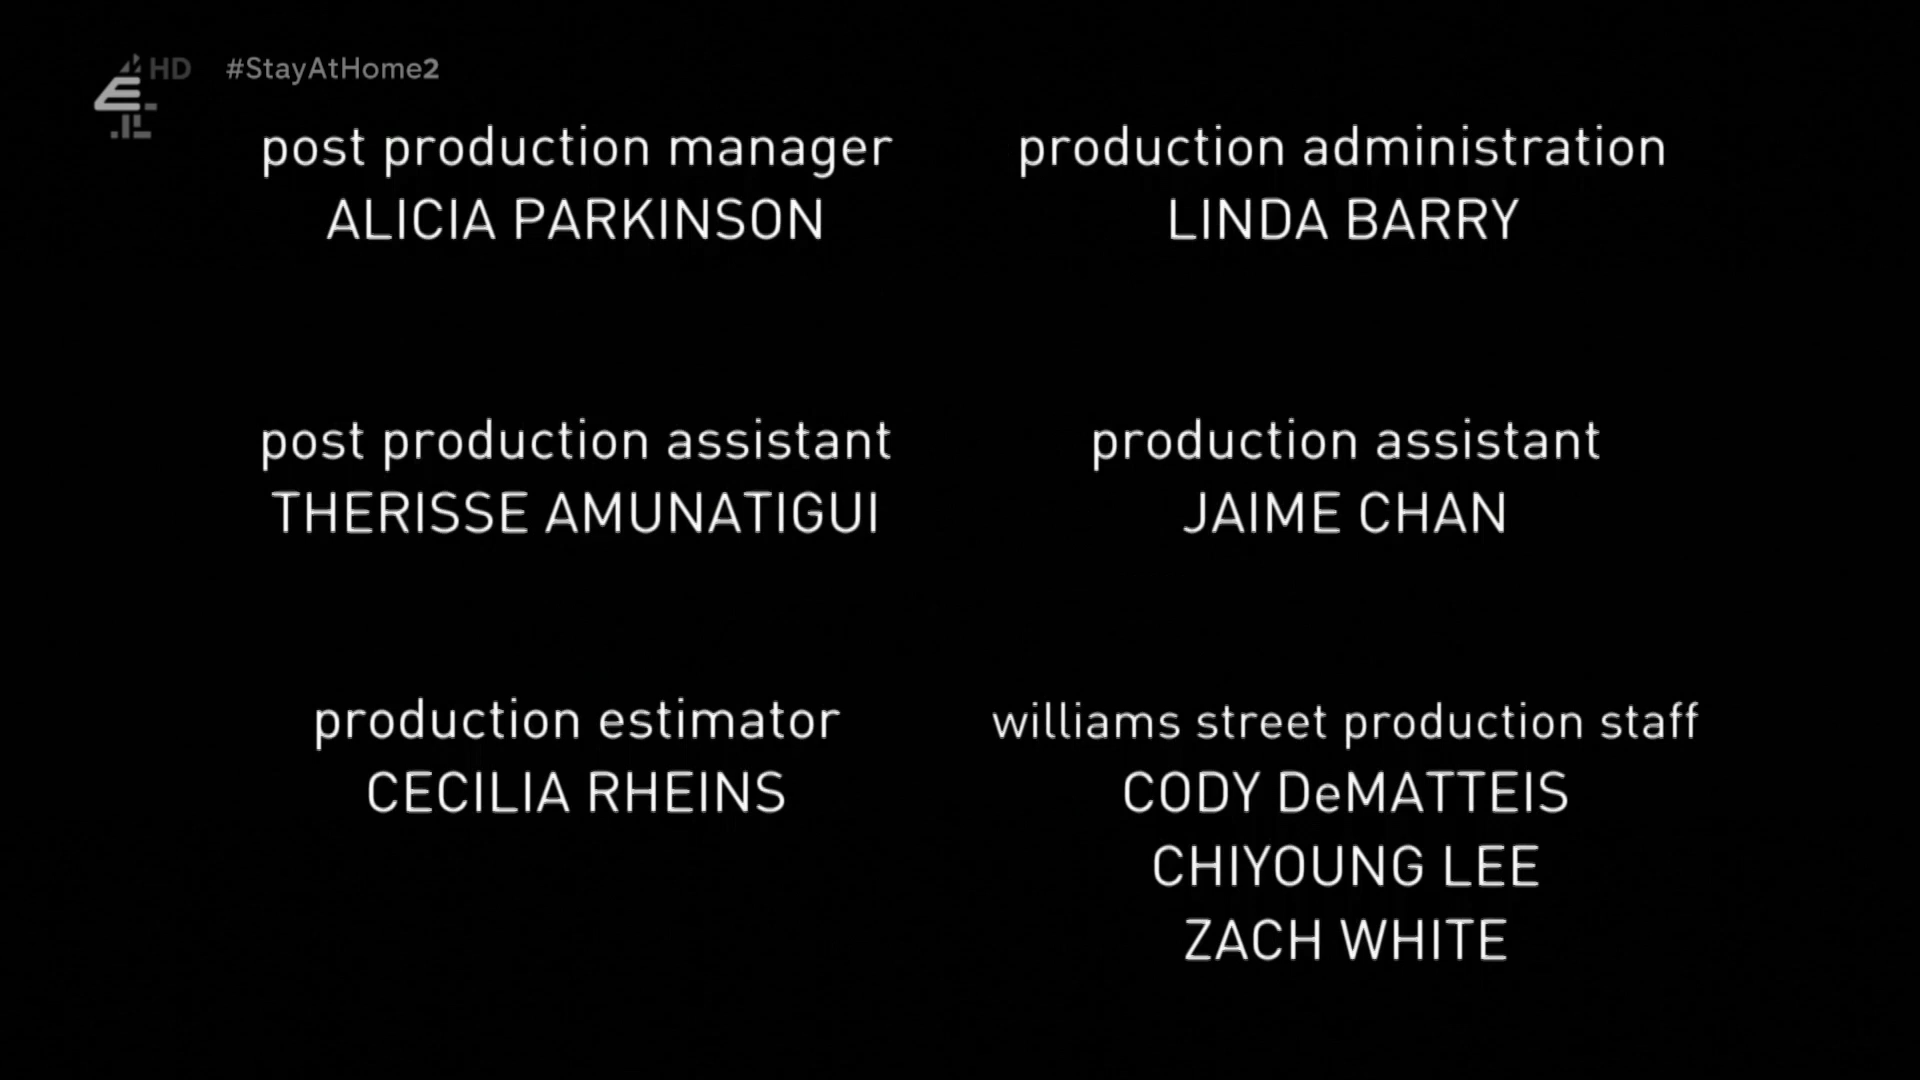 HD #StayAtHome2
post production manager
ALICIA PARKINSON
production administration
LINDA BARRY
post production assistant
THERISSE AMUNATIGUI
production assistant
JAIME CHAN
production estimator
CECILIA RHEINS
williams street production staff
CODY DeMATTEIS
CHIYOUNG LEE
ZACH WHITE